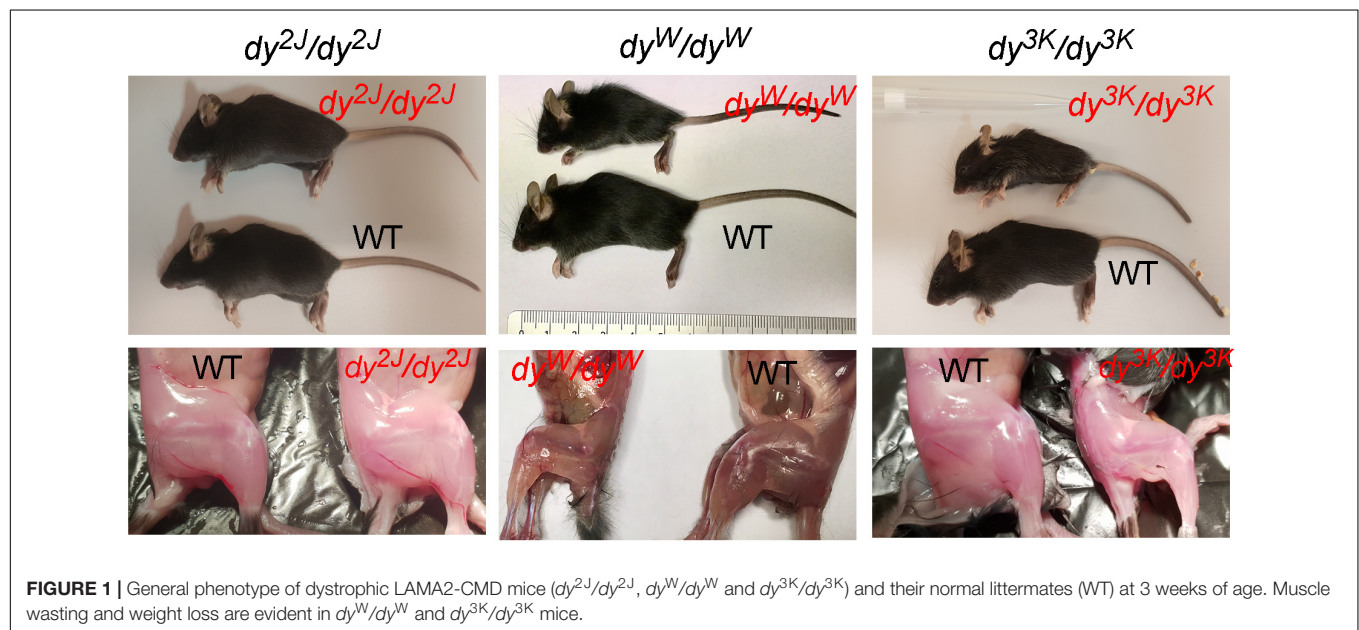 dy2J/dy2J dyW/dyW dy3K/dy3K
dy2J/dy2J dyW/dyW dy3K/dy3K
WT WT WT
WT dy2J/dy2J dyW/dyW WT WT dy3K/dy3K
FIGURE 1 | General phenotype of dystrophic LAMA2-CMD mice (dy2J/dy2J, dyW/dyW and dy3K/dy3K) and their normal littermates (WT) at 3 weeks of age. Muscle
wasting and weight loss are evident in dyW/dyW and dy3K/dy3K mice.